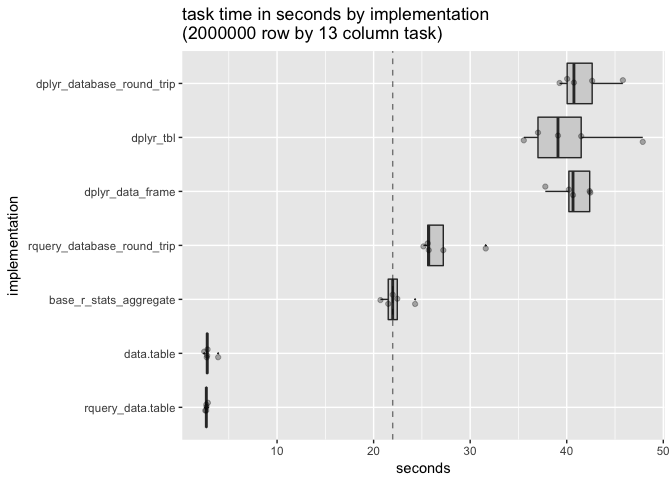 task time in seconds by implementation
(2000000 row by 13 column task)
dplyr_database_round_trip
dplyr_tbl
dplyr_data_frame
rquery_database_round_trip
base_r_stats_aggregate
data.table
rquery_data.table
implementation
10 20 30 40 50
seconds